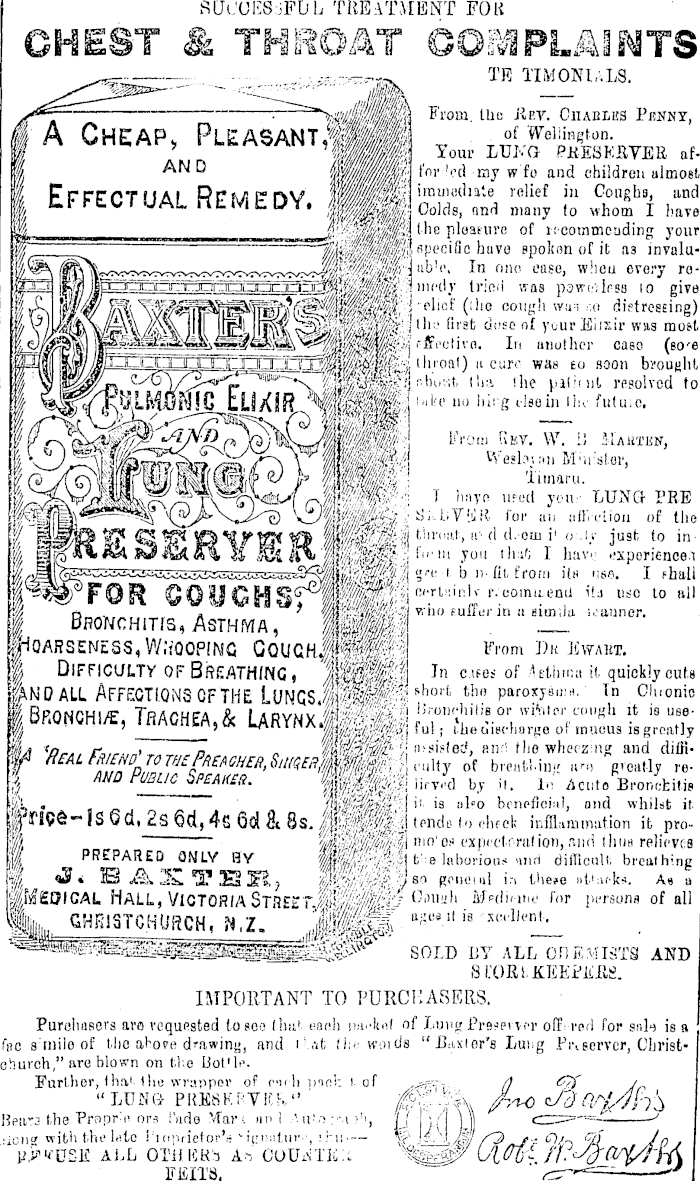 SUCCESSFUL TREATMENT FOR
CHEST & THROAT COMPLAINTS
A CHEAP, PLEASANT,
AND
EFFECTUAL REMEDY.
BAXTER'S
PULMONIC ELIXIR
AND
LUNG
PRESERVER
FOR COUGHS,
BRONCHITIS, ASTHMA,
HOARSENESS, WHOOPING COUGH.
DIFFICULTY OF BREATHING,
AND ALL AFFECTIONS OF THE LUNGS.
BRONCHIÆ, TRACHEA, & LARYNX.
A 'REAL FRIEND' TO THE PREACHER, SINGER,
AND PUBLIC SPEAKER.
Price-1s 6d, 2s 6d, 4s 6d & 8s.
PREPARED ONLY BY
J. BAXTER,
MEDICAL HALL, VICTORIA STREET,
CHRISTCHURCH, N.Z.
TE TIMONIALS.
From the REV. CHARLES PENNY,
of Wellington.
Your LUNG PRESERVER af-
forded my wife and children almost
immediate relief in Coughs, and
Colds, and many to whom I have
the pleasure of recommending your
specific have spoken of it as invalu-
able. In one case, when every re-
medy tried was powerless to give
relief (the cough was so distressing)
the first dose of your Elixir was most
effective. In another case (sore
throat) a cure was so soon brought
about that the patient resolved to
take nothing else in the future.
From REV. W. B. MARTEN,
Wesleyan Minister,
Timaru.
I have used your LUNG PRE
SERVER for an affection of the
throat, and deem it only just to in-
form you that I have experienced
great benefit from its use. I shall
certainly recommend its use to all
who suffer in a simila manner.
From DR EWART.
In cases of Asthma it quickly cuts
short the paroxysms. In Chronic
Bronchitis or winter cough it is use-
ful; the discharge of mucus is greatly
assisted, and the wheezing and diffi-
culty of breathing are greatly re-
lieved by it. In Acute Bronchitis
it is also beneficial, and whilst it
tends to check infflammation it pro-
motes expectoration, and thus relieves
the laborious and difficult breathing
so general in these attacks. As a
Cough Medicine for persons of all
ages it is excellent.
SOLD BY ALL CHEMISTS AND
STOREKEEPERS.
IMPORTANT TO PURCHASERS.
Purchasers are requested to see that each packet of Lung Preserver offered for sale is a
fac simile of the above drawing, and that the words "Baxter's Lung Preserver, Christ-
church," are blown on the Bottle.
Further, that the wrapper of each packet of
"LUNG PRESERVER"
Bears the Proprietors Trade Mark and Autograph,
along with the late Proprietor's signature, thus—
REFUSE ALL OTHERS AS COUNTER
FEITS.
Jno Baxter
Robt W. Baxter